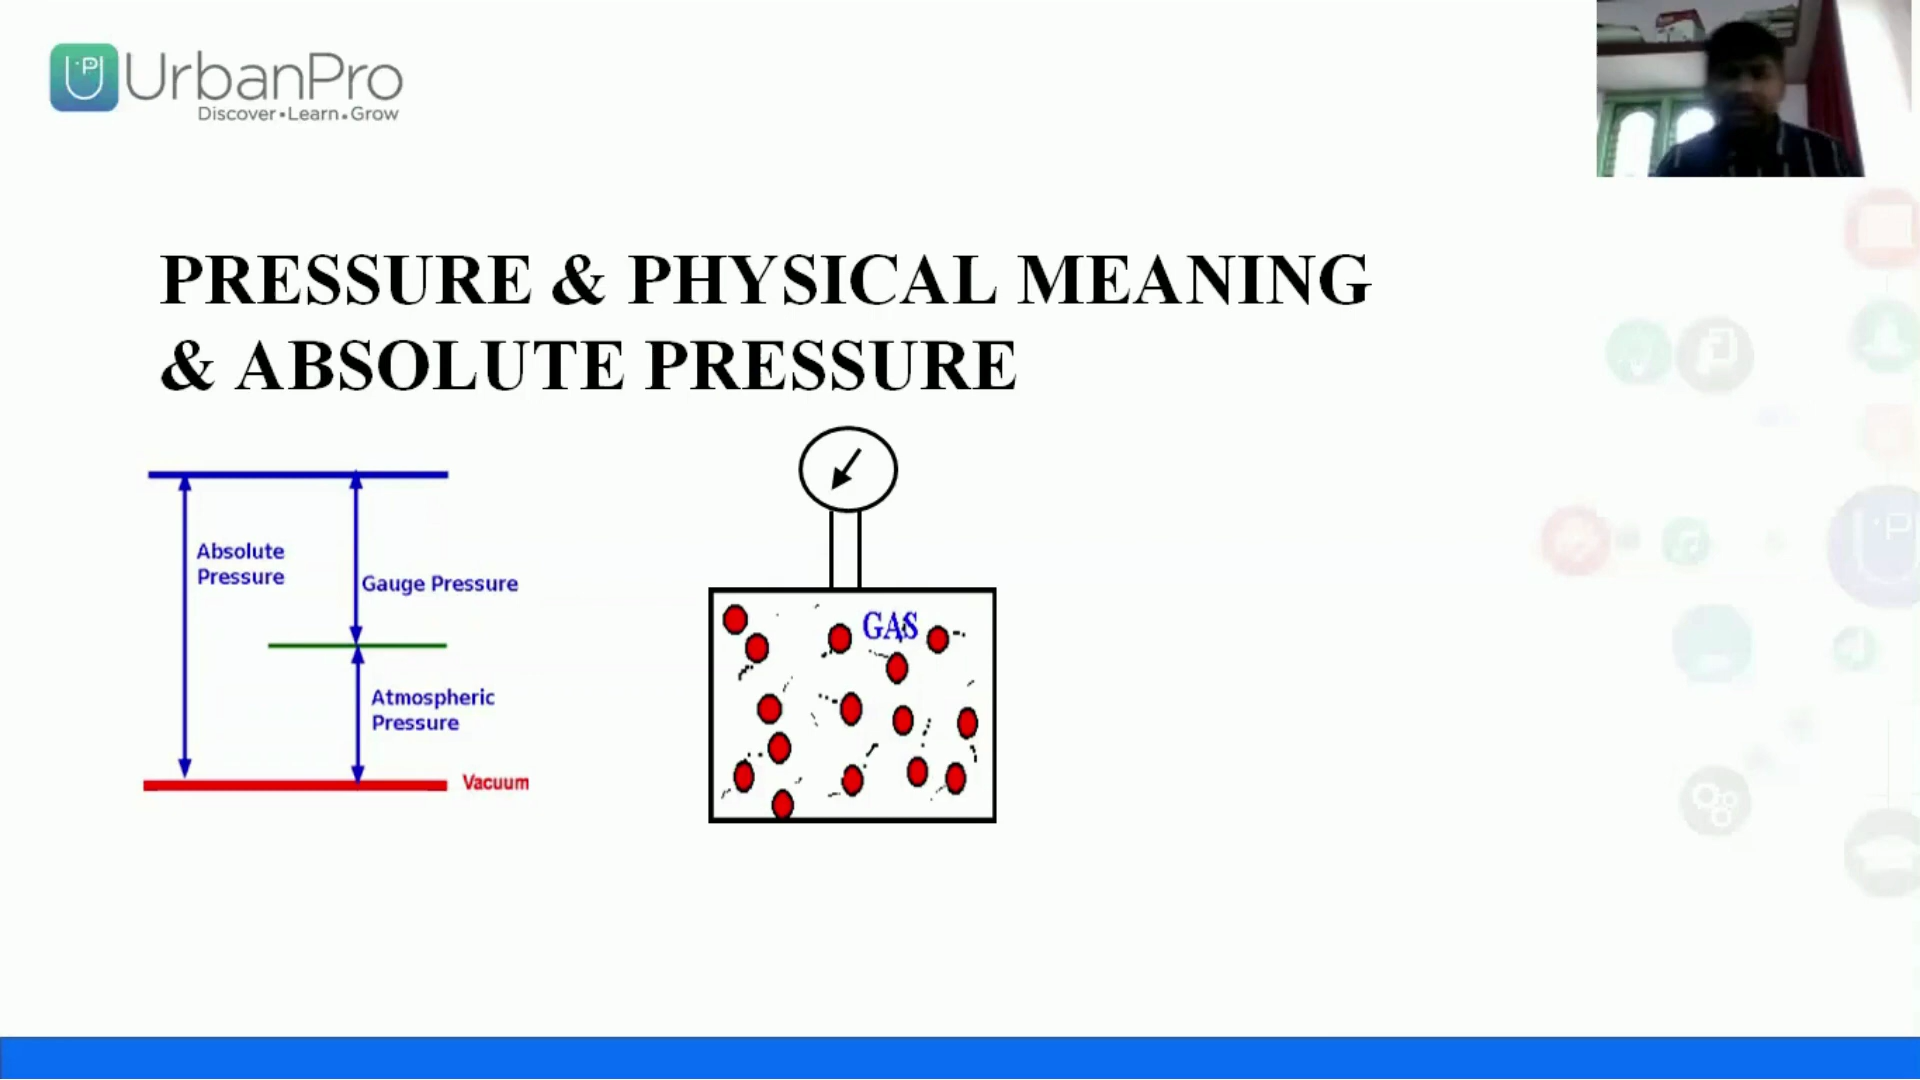 UrbanPro
Discover • Learn • Grow
PRESSURE & PHYSICAL MEANING
& ABSOLUTE PRESSURE
Absolute
Pressure
Gauge Pressure
Atmospheric
Pressure
Vacuum
GAS